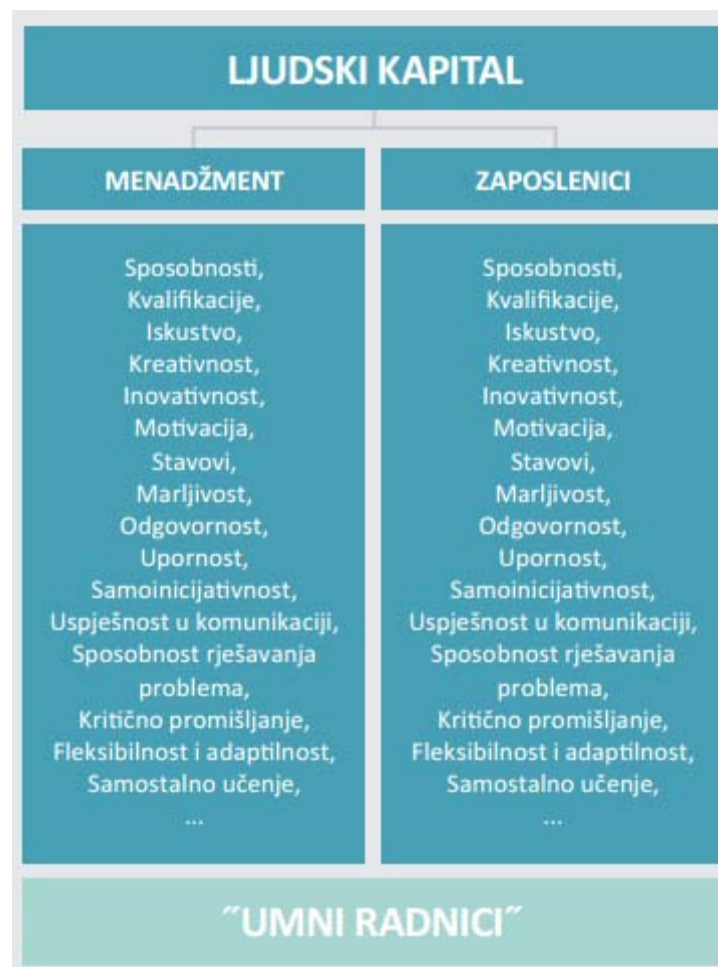 LJUDSKI KAPITAL
MENADŽMENT
Sposobnosti,
Kvalifikacije,
Iskustvo,
Kreativnost,
Inovativnost,
Motivacija,
Stavovi,
Marljivost,
Odgovornost,
Upornost,
Samoinicijativnost,
Uspješnost u komunikaciji,
Sposobnost rješavanja
problema,
Kritično promišljanje,
Fleksibilnost i adaptilnost,
Samostalno učenje,
...
ZAPOSLENICI
Sposobnosti,
Kvalifikacije,
Iskustvo,
Kreativnost,
Inovativnost,
Motivacija,
Stavovi,
Marljivost,
Odgovornost,
Upornost,
Samoinicijativnost,
Uspješnost u komunikaciji,
Sposobnost rješavanja
problema,
Kritično promišljanje,
Fleksibilnost i adaptilnost,
Samostalno učenje,
...
˝UMNI RADNICI˝